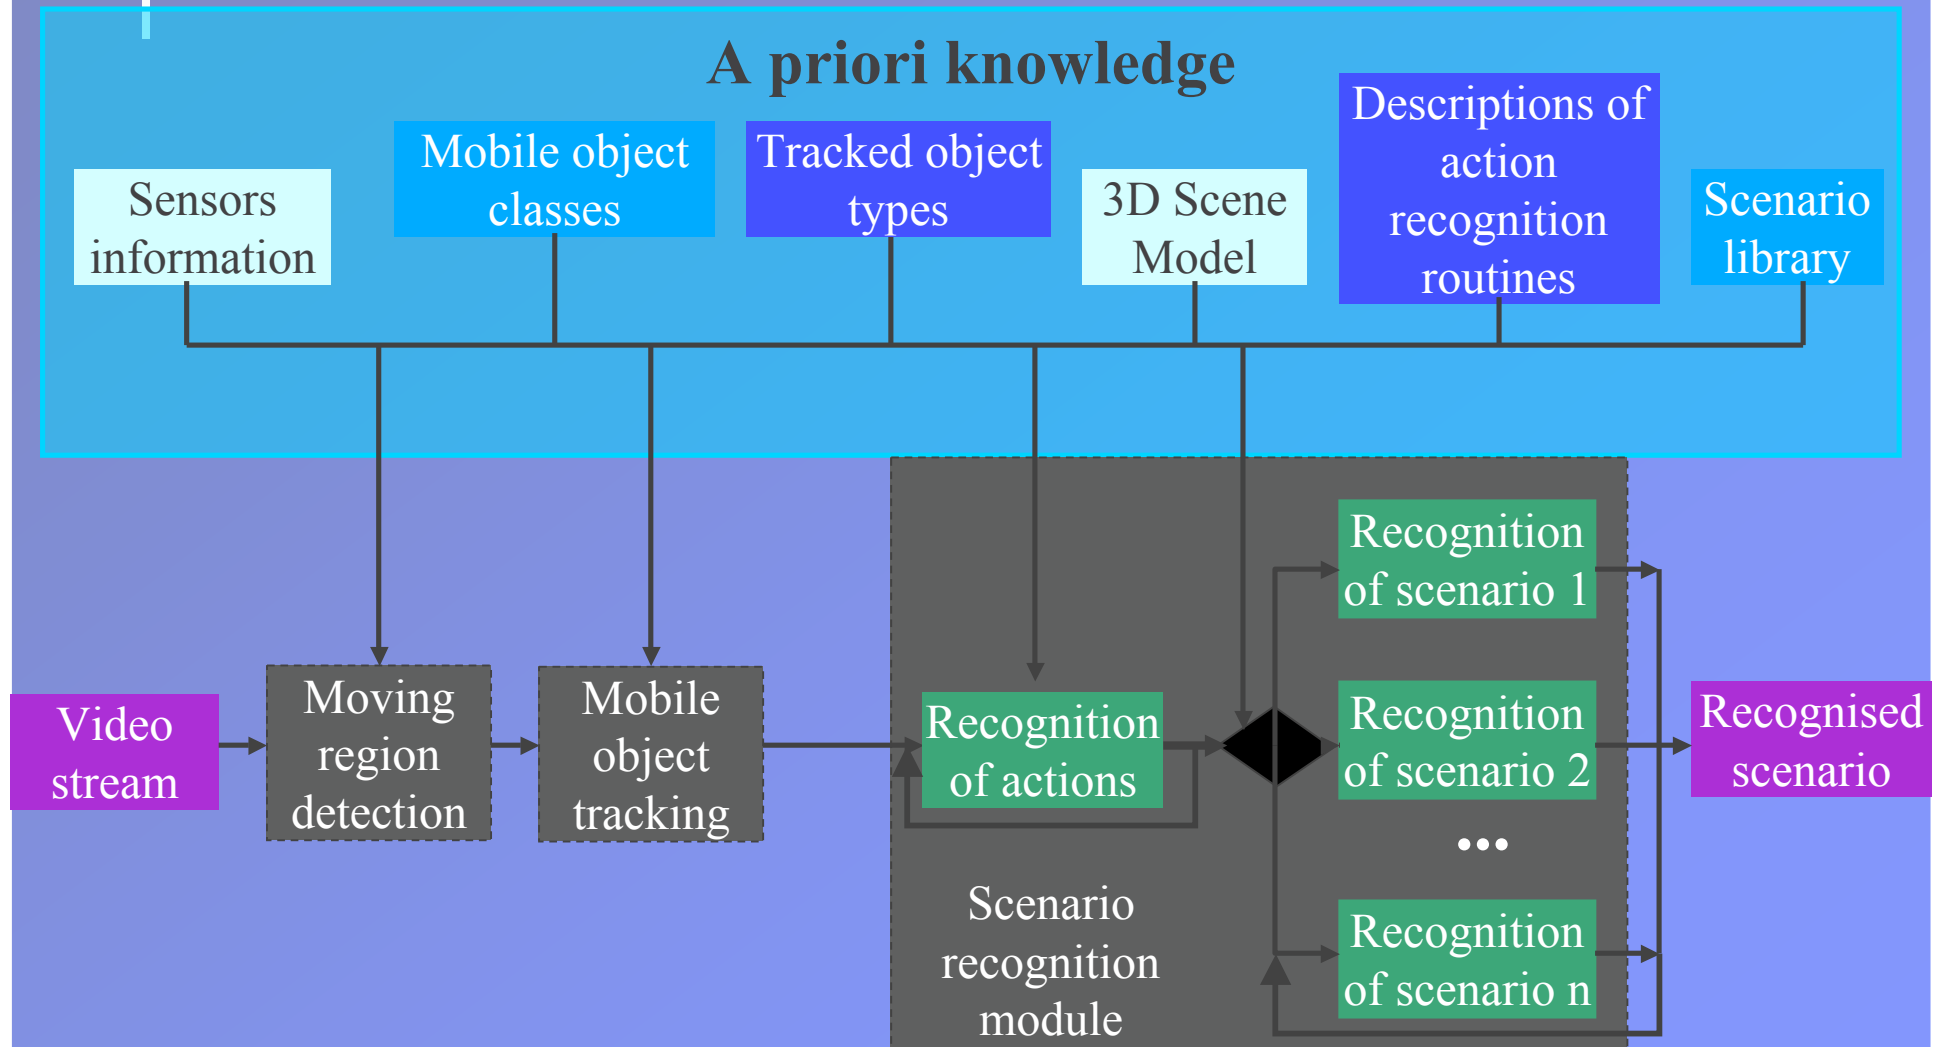 A priori knowledge
Sensors
information
Mobile object
classes
Tracked object
types
3D Scene
Model
Descriptions of
action
recognition
routines
Scenario
library
Video
stream
Moving
region
detection
Mobile
object
tracking
Recognition
of actions
Scenario
recognition
module
Recognition
of scenario 1
Recognition
of scenario 2
...
Recognition
of scenario n
Recognised
scenario